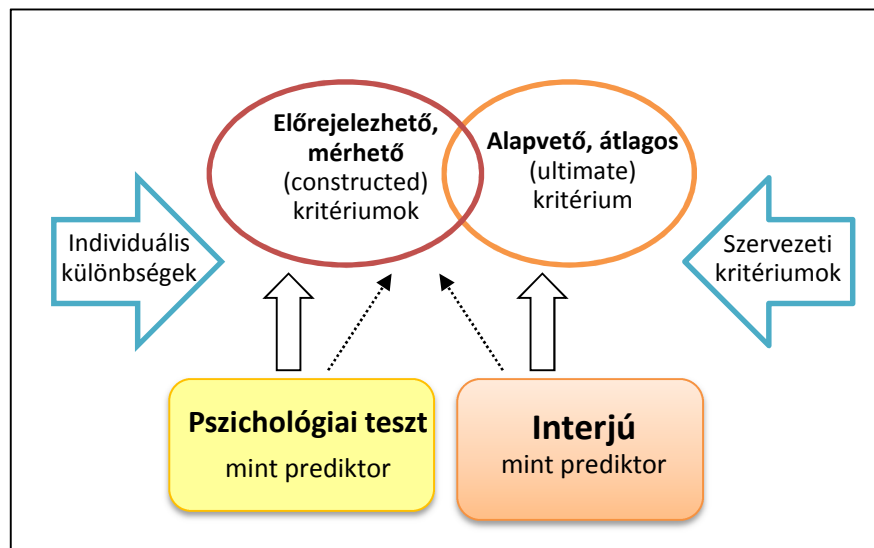 Előrejelezhető,
mérhető
(constructed)
kritériumok
Alapvető, átlagos
(ultimate)
kritérium
Individuális
különbségek
Szervezeti
kritériumok
Pszichológiai teszt
mint prediktor
Interjú
mint prediktor